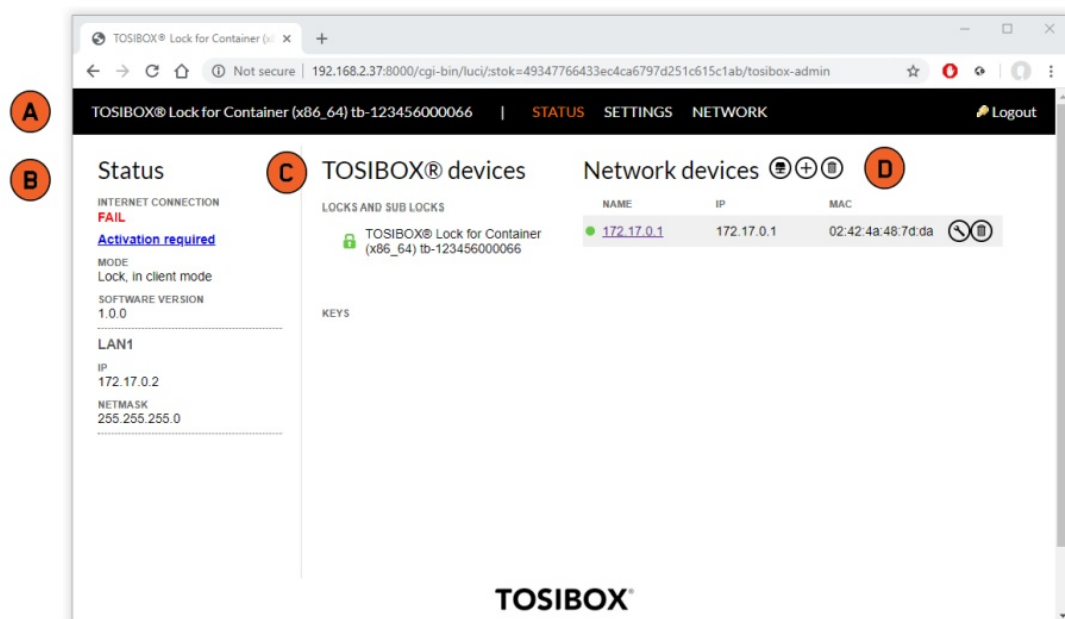 TOSIBOX® Lock for Container (x8
Not secure | 192.168.2.37:8000/cgi-bin/luci/;stok=49347766433ec4ca6797d251c615c1ab/tosibox-admin
A
TOSIBOX® Lock for Container (x86_64) tb-123456000066 | STATUS SETTINGS NETWORK Logout
B
Status
INTERNET CONNECTION
FAIL
Activation required
MODE
Lock, in client mode
SOFTWARE VERSION
1.0.0
LAN1
IP
172.17.0.2
NETMASK
255.255.255.0
C
TOSIBOX® devices
LOCKS AND SUB LOCKS
TOSIBOX® Lock for Container
(x86_64) tb-123456000066
KEYS
Network devices
D
NAME IP MAC
172.17.0.1 172.17.0.1 02:42:4a:48:7d:da
TOSIBOX®